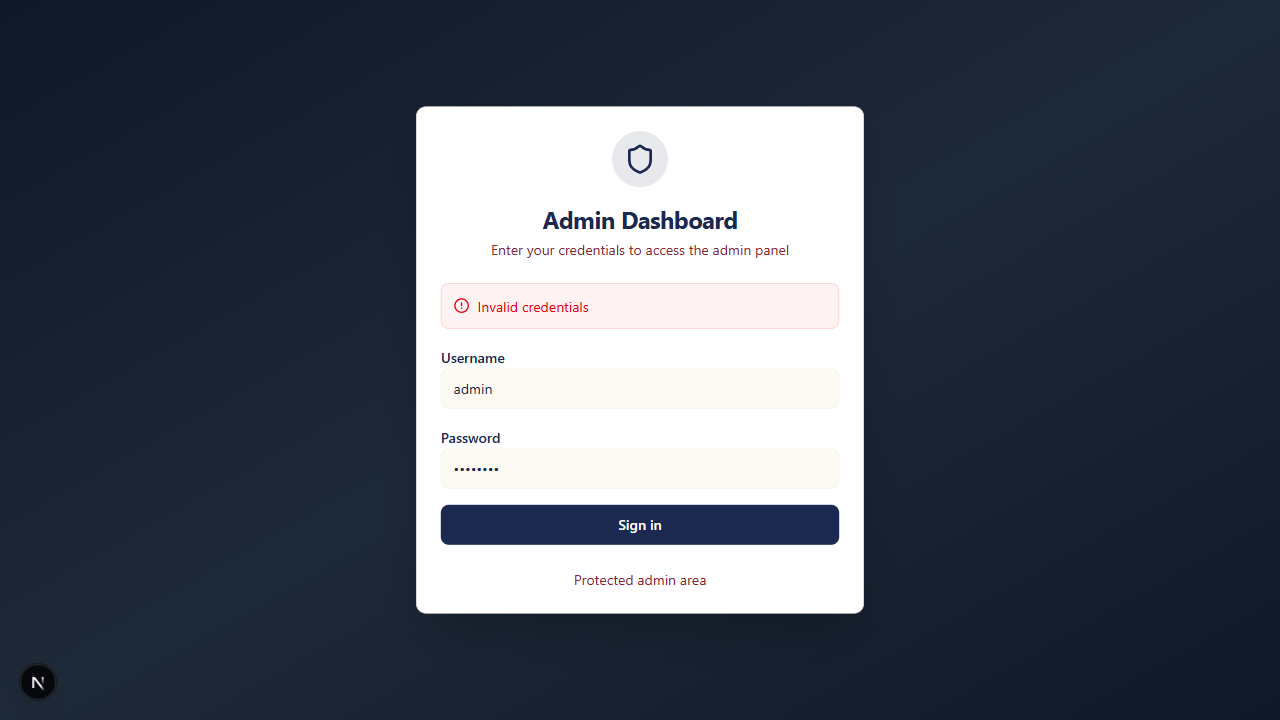 Admin Dashboard
Enter your credentials to access the admin panel
Invalid credentials
Username
admin
Password
••••••••
Sign in
Protected admin area
N